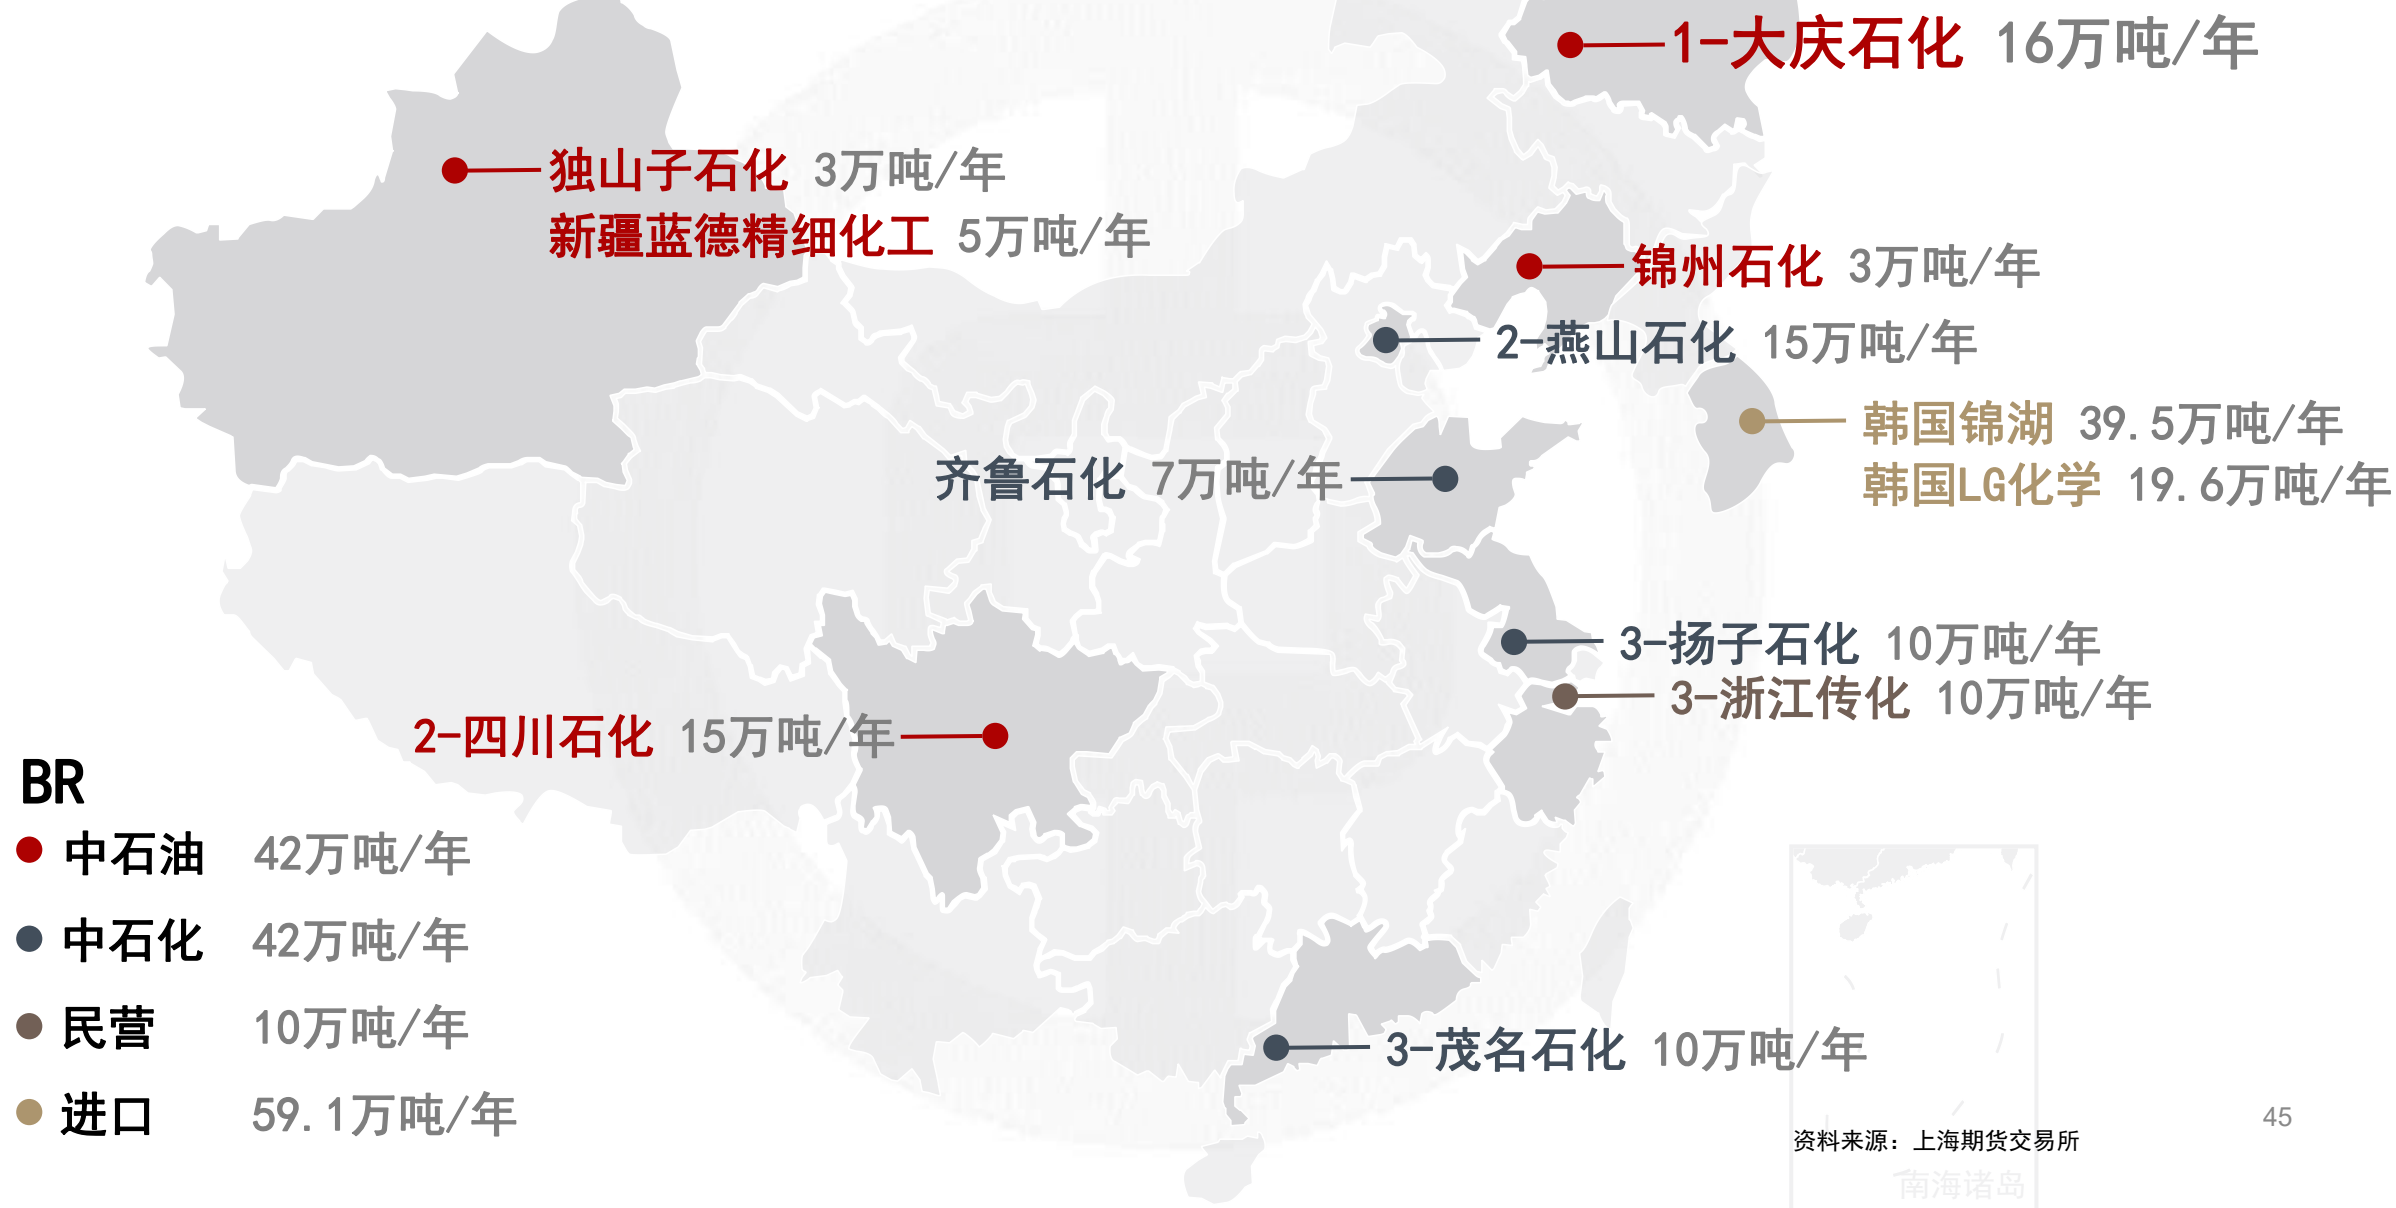 1-大庆石化 16万吨/年
独山子石化 3万吨/年
新疆蓝德精细化工 5万吨/年
锦州石化 3万吨/年
2-燕山石化 15万吨/年
韩国锦湖 39.5万吨/年
齐鲁石化 7万吨/年
韩国LG化学 19.6万吨/年
3-扬子石化 10万吨/年
3-浙江传化 10万吨/年
2-四川石化 15万吨/年
BR
中石油 42万吨/年
中石化 42万吨/年
民营 10万吨/年
3-茂名石化 10万吨/年
进口 59.1万吨/年
45
资料来源：上海期货交易所
南海诸岛